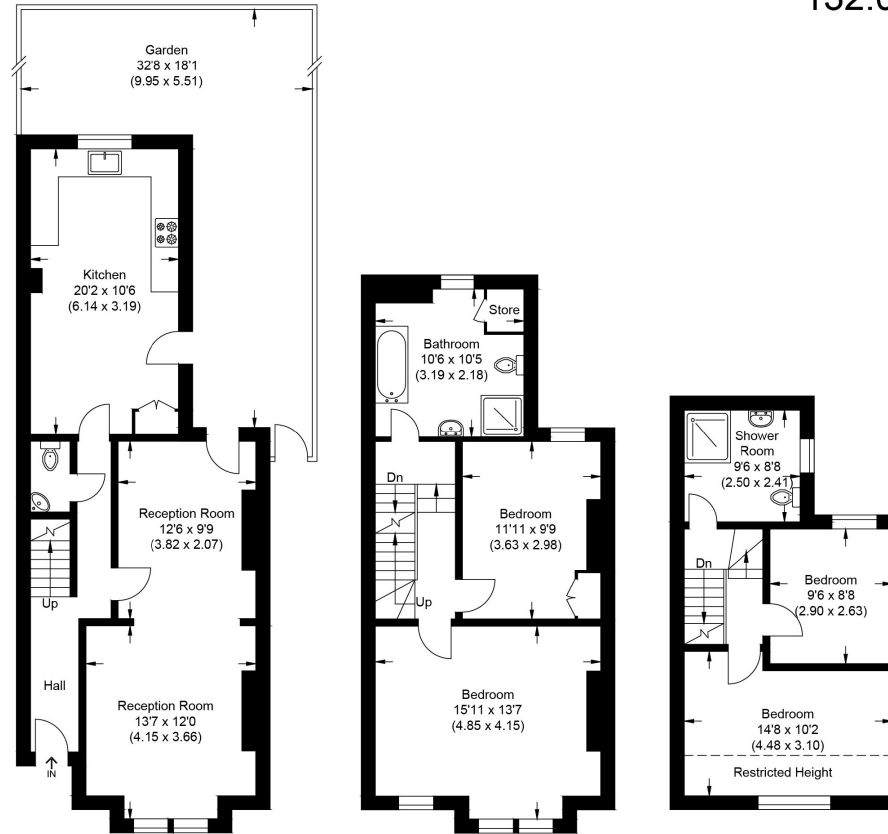 Garden
32'8 x 18'1
(9.95 x 5.51)
Kitchen
20'2 x 10'6
(6.14 x 3.19)
Reception Room
12'6 x 9'9
(3.82 x 2.07)
Up
Hall
Reception Room
13'7 x 12'0
(4.15 x 3.66)
IN
Store
Bathroom
10'6 x 10'5
(3.19 x 2.18)
Dn
Bedroom
11'11 x 9'9
(3.63 x 2.98)
Up
Bedroom
15'11 x 13'7
(4.85 x 4.15)
Shower
Room
9'6 x 8'8
(2.50 x 2.41)
Dn
Bedroom
9'6 x 8'8
(2.90 x 2.63)
Bedroom
14'8 x 10'2
(4.48 x 3.10)
Restricted Height